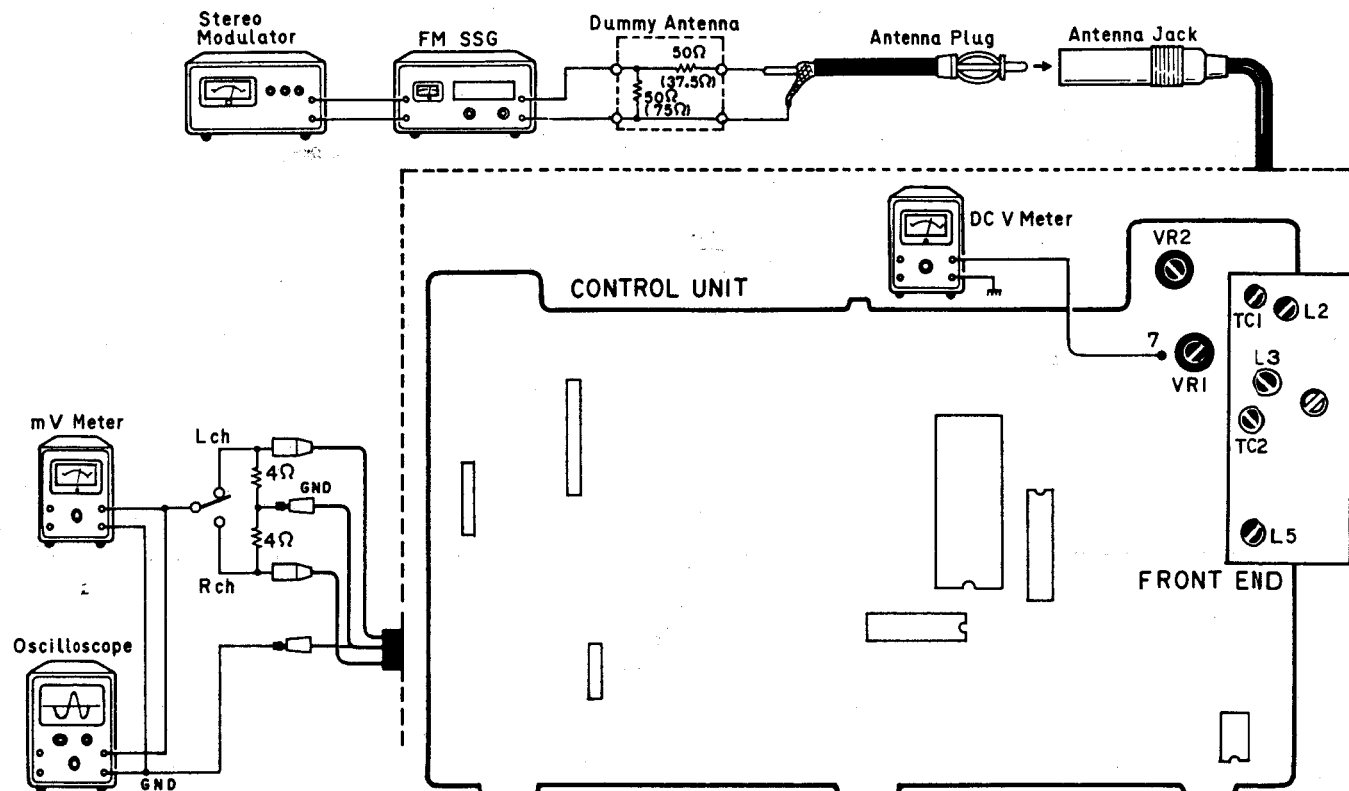 Stereo
Modulator
FM SSG
Dummy Antenna
50Ω
(37.5Ω)
50Ω
(75Ω)
Antenna Plug
Antenna Jack
DC V Meter
CONTROL UNIT
VR2
TC1
L2
7
VR1
L3
TC2
L5
FRONT END
mV Meter
Lch
4Ω
GND
4Ω
Rch
Oscilloscope
GND